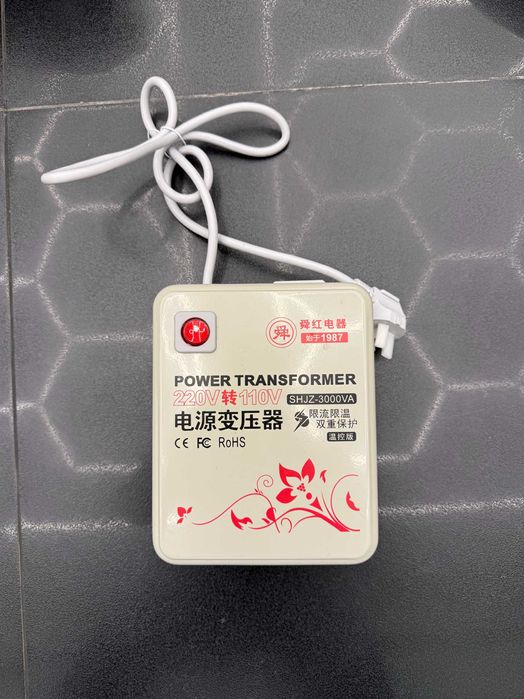 舜
舜红电器
始于1987
POWER TRANSFORMER
220V转110V
SHJZ-3000VA
电源变压器
限流限温
双重保护
CE FC RoHS
温控版